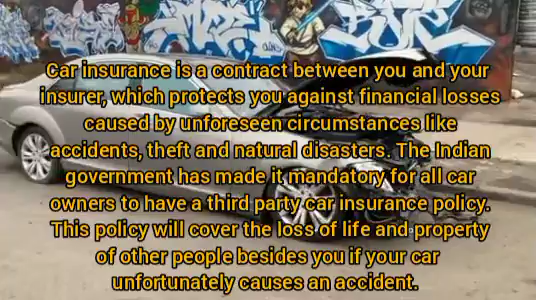 Car insurance is a contract between you and your
insurer, which protects you against financial losses
caused by unforeseen circumstances like
accidents, theft and natural disasters. The Indian
government has made it mandatory for all car
owners to have a third party car insurance policy.
This policy will cover the loss of life and property
of other people besides you if your car
unfortunately causes an accident.